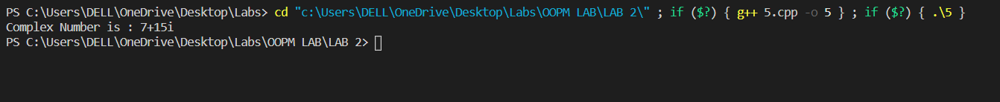 PS C:\Users\DELL\OneDrive\Desktop\Labs> cd "c:\Users\DELL\OneDrive\Desktop\Labs\OOPM LAB\LAB 2\" ; if ($?) { g++ 5.cpp -o 5 } ; if ($?) { .\5 }
Complex Number is : 7+15i
PS C:\Users\DELL\OneDrive\Desktop\Labs\OOPM LAB\LAB 2>